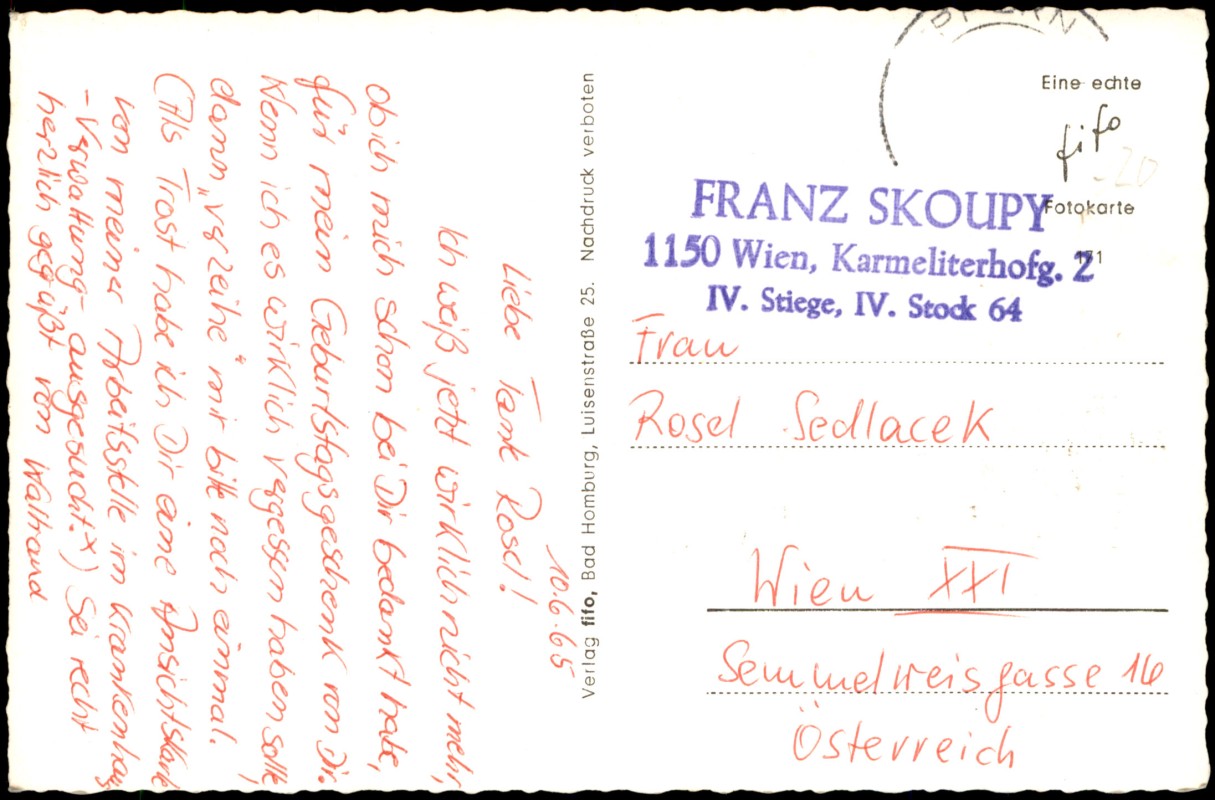 10.6.65
Liebe Tante Rosel!
Ich weiß jetzt wirklich nicht mehr,
ob ich mich schon bei Dir bedankt habe,
für mein Geburtstagsgeschenk von Dir.
Wenn ich es wirklich vergessen haben sollte,
dann „verzeihe" mir bitte noch einmal.
(Als Trost habe ich Dir eine Ansichtskarte
von meiner Arbeitsstelle im Krankenhaus
-Verwaltung- ausgesucht.*) Sei recht
herzlich gegrüßt von Waltraud
Verlag fifo, Bad Homburg, Luisenstraße 25. Nachdruck verboten
Eine echte
fifo
Fotokarte
171
20
FRANZ SKOUPY
1150 Wien, Karmeliterhofg. 2
IV. Stiege, IV. Stock 64
Frau
Rosel Sedlacek
Wien XXI
Semmelweisgasse 16
Österreich